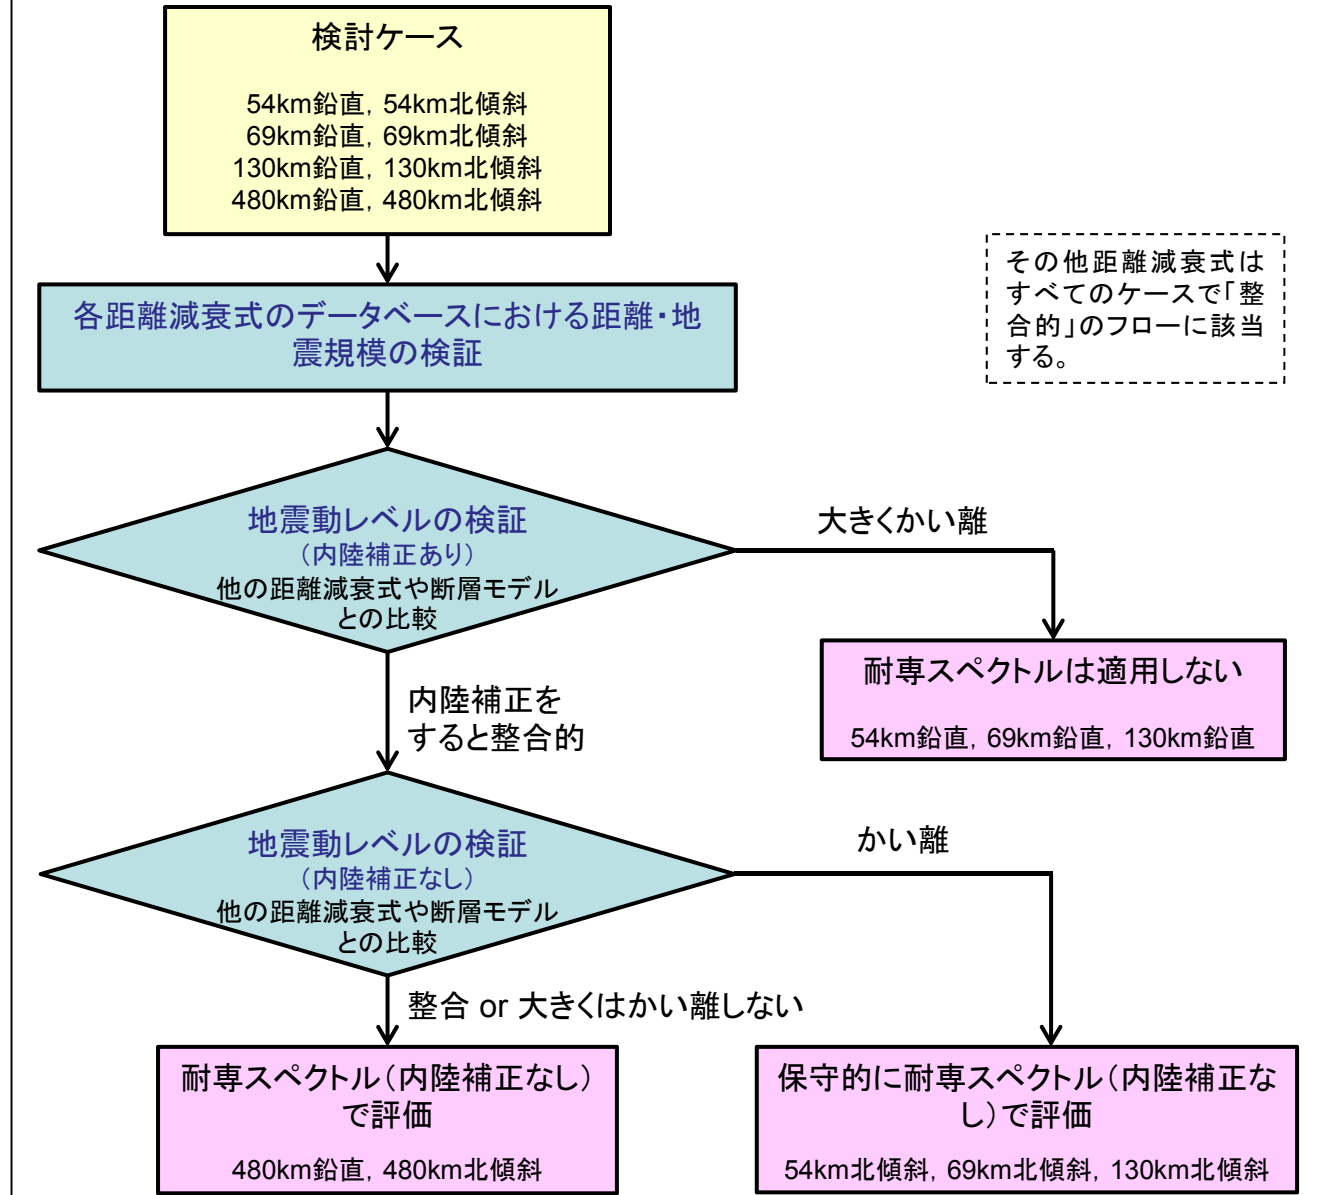 検討ケース
54km鉛直，54km北傾斜
69km鉛直，69km北傾斜
130km鉛直，130km北傾斜
480km鉛直，480km北傾斜
その他距離減衰式は
すべてのケースで「整
合的」のフローに該当
する。
各距離減衰式のデータベースにおける距離・地
震規模の検証
地震動レベルの検証
（内陸補正あり）
他の距離減衰式や断層モデル
との比較
大きくかい離
耐専スペクトルは適用しない
54km鉛直，69km鉛直，130km鉛直
内陸補正を
すると整合的
地震動レベルの検証
（内陸補正なし）
他の距離減衰式や断層モデル
との比較
かい離
整合 or 大きくはかい離しない
耐専スペクトル（内陸補正なし）
で評価
480km鉛直，480km北傾斜
保守的に耐専スペクトル（内陸補正な
し）で評価
54km北傾斜，69km北傾斜，130km北傾斜